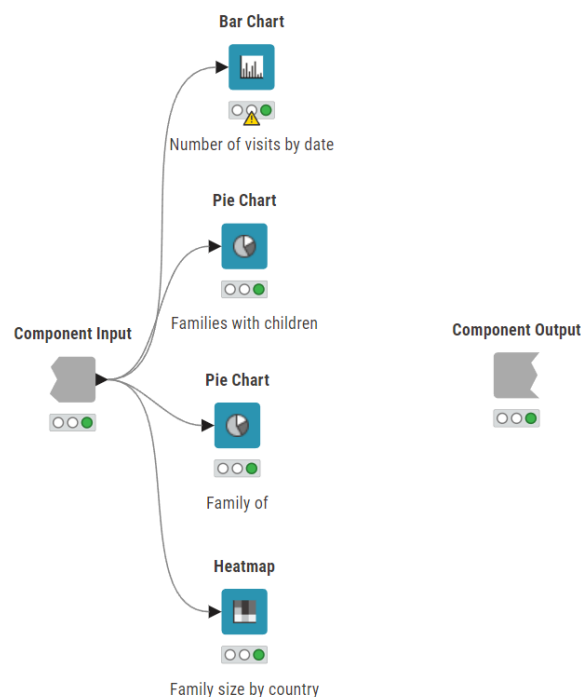 Bar Chart
Number of visits by date
Pie Chart
Families with children
Component Input
Component Output
Pie Chart
Family of
Heatmap
Family size by country